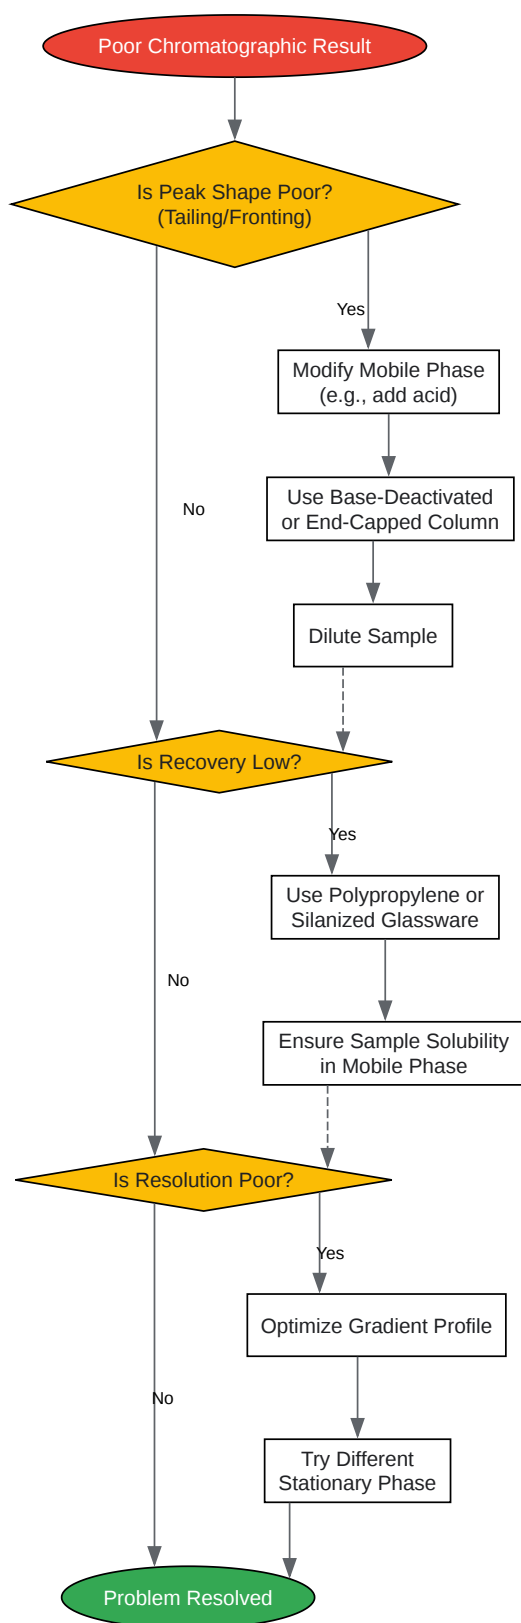 Poor Chromatographic Result
Is Peak Shape Poor?
(Tailing/Fronting)
Yes
Modify Mobile Phase
(e.g., add acid)
No
Use Base-Deactivated
or End-Capped Column
Dilute Sample
Is Recovery Low?
Yes
Use Polypropylene or
Silanized Glassware
No
Ensure Sample Solubility
in Mobile Phase
Is Resolution Poor?
Yes
Optimize Gradient Profile
No
Try Different
Stationary Phase
Problem Resolved